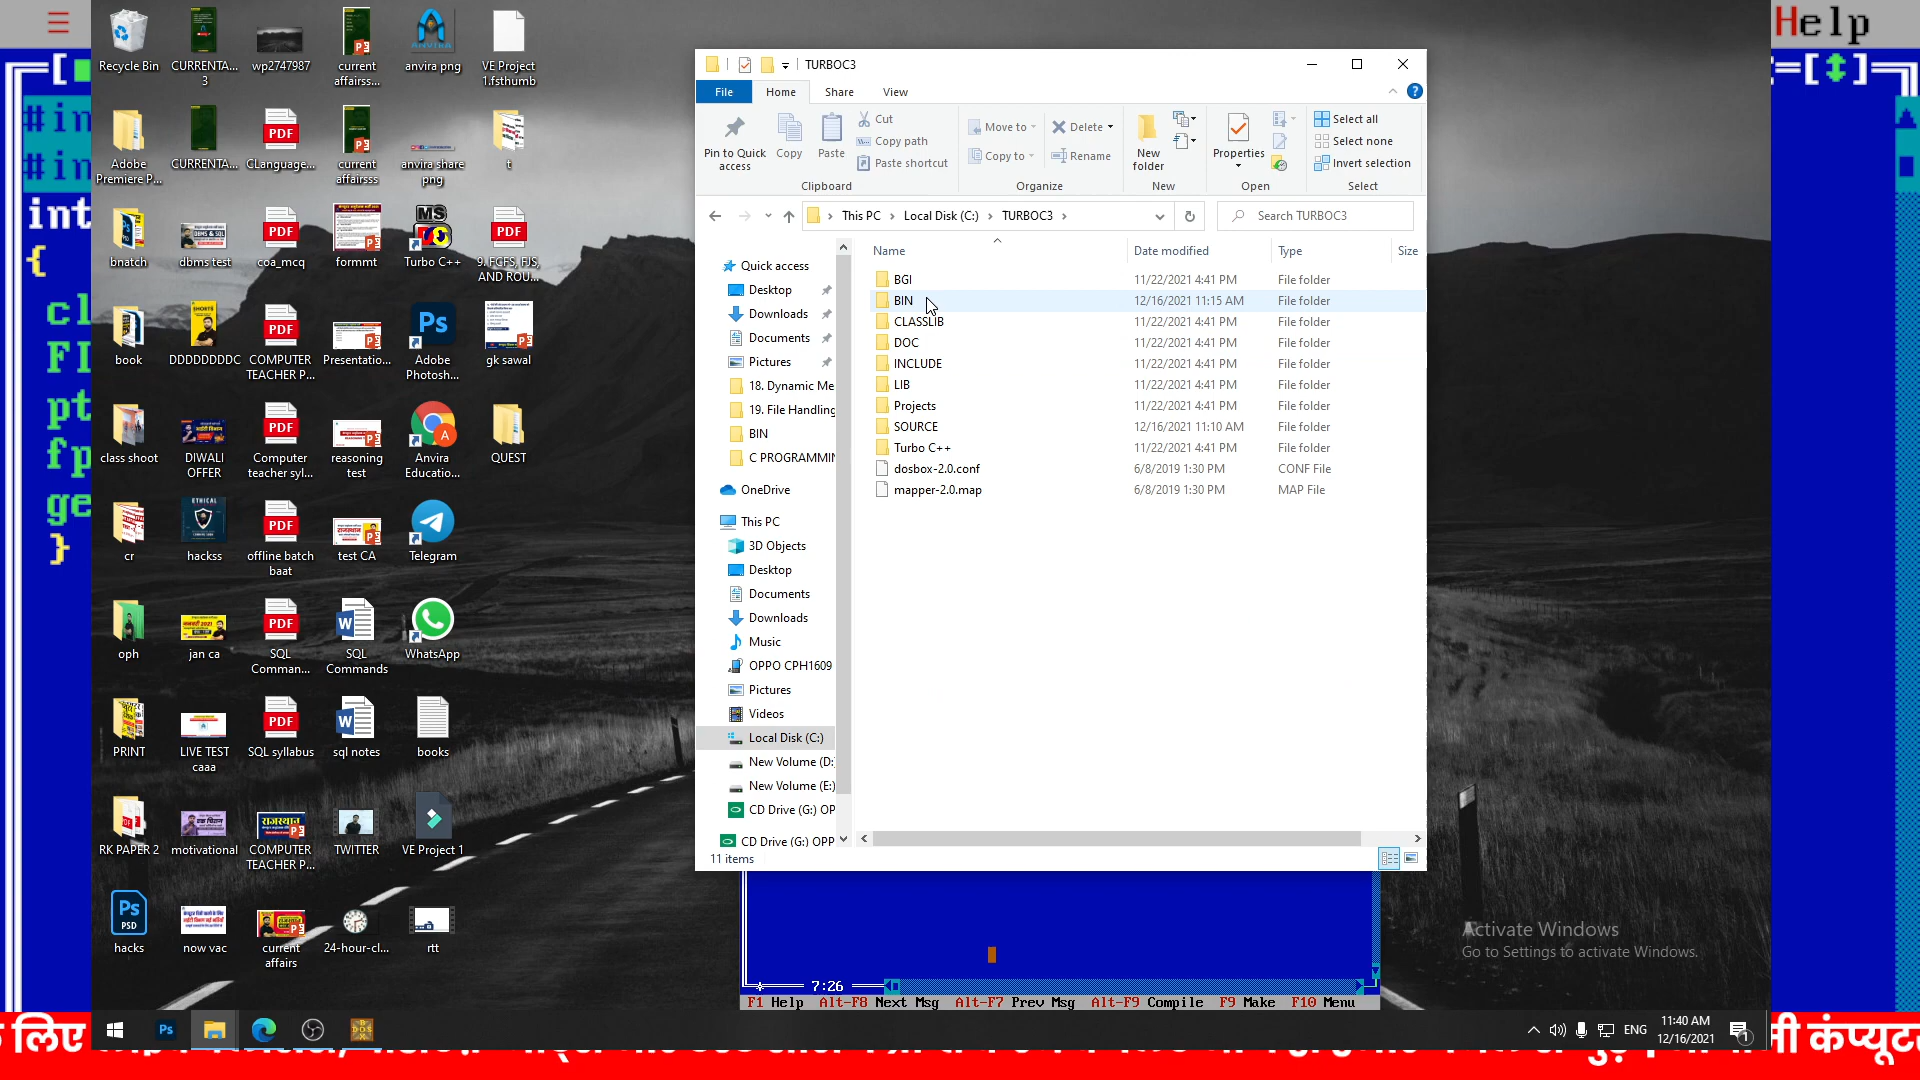 Help
#in
#in
int
{
cl
FI
pt
fp
ge
}
Recycle Bin
CURRENTA... 3
wp2747987
current affairss...
anvira png
VE Project 1.fsthumb
Adobe Premiere P...
CURRENTA...
CLanguage...
current affairsss
anvira share png
t
bnatch
dbms test
coa_mcq
formmt
Turbo C++
9. FCFS, FJS, AND ROU...
book
DDDDDDDDC
COMPUTER TEACHER P...
Presentatio...
Adobe Photosh...
gk sawal
class shoot
DIWALI OFFER
Computer teacher syl...
reasoning test
Anvira Educatio...
QUEST
cr
hackss
offline batch baat
test CA
Telegram
oph
jan ca
SQL Comman...
SQL Commands
WhatsApp
PRINT
LIVE TEST caaa
SQL syllabus
sql notes
books
RK PAPER 2
motivational
COMPUTER TEACHER P...
TWITTER
VE Project 1
hacks
now vac
current affairs
24-hour-cl...
rtt
TURBOC3
File Home Share View
Pin to Quick access
Copy
Paste
Cut
Copy path
Paste shortcut
Clipboard
Move to
Copy to
Delete
Rename
Organize
New folder
New
Properties
Open
Select all
Select none
Invert selection
Select
This PC > Local Disk (C:) > TURBOC3 >
Search TURBOC3
Quick access
Desktop
Downloads
Documents
Pictures
18. Dynamic Me
19. File Handling
BIN
C PROGRAMMIN
OneDrive
This PC
3D Objects
Desktop
Documents
Downloads
Music
OPPO CPH1609
Pictures
Videos
Local Disk (C:)
New Volume (D:
New Volume (E:)
CD Drive (G:) OP
CD Drive (G:) OPP
Name Date modified Type Size
BGI 11/22/2021 4:41 PM File folder
BIN 12/16/2021 11:15 AM File folder
CLASSLIB 11/22/2021 4:41 PM File folder
DOC 11/22/2021 4:41 PM File folder
INCLUDE 11/22/2021 4:41 PM File folder
LIB 11/22/2021 4:41 PM File folder
Projects 11/22/2021 4:41 PM File folder
SOURCE 12/16/2021 11:10 AM File folder
Turbo C++ 11/22/2021 4:41 PM File folder
dosbox-2.0.conf 6/8/2019 1:30 PM CONF File
mapper-2.0.map 6/8/2019 1:30 PM MAP File
11 items
Activate Windows
Go to Settings to activate Windows.
7:26
F1 Help Alt-F8 Next Msg Alt-F7 Prev Msg Alt-F9 Compile F9 Make F10 Menu
ENG
11:40 AM
12/16/2021
लिए